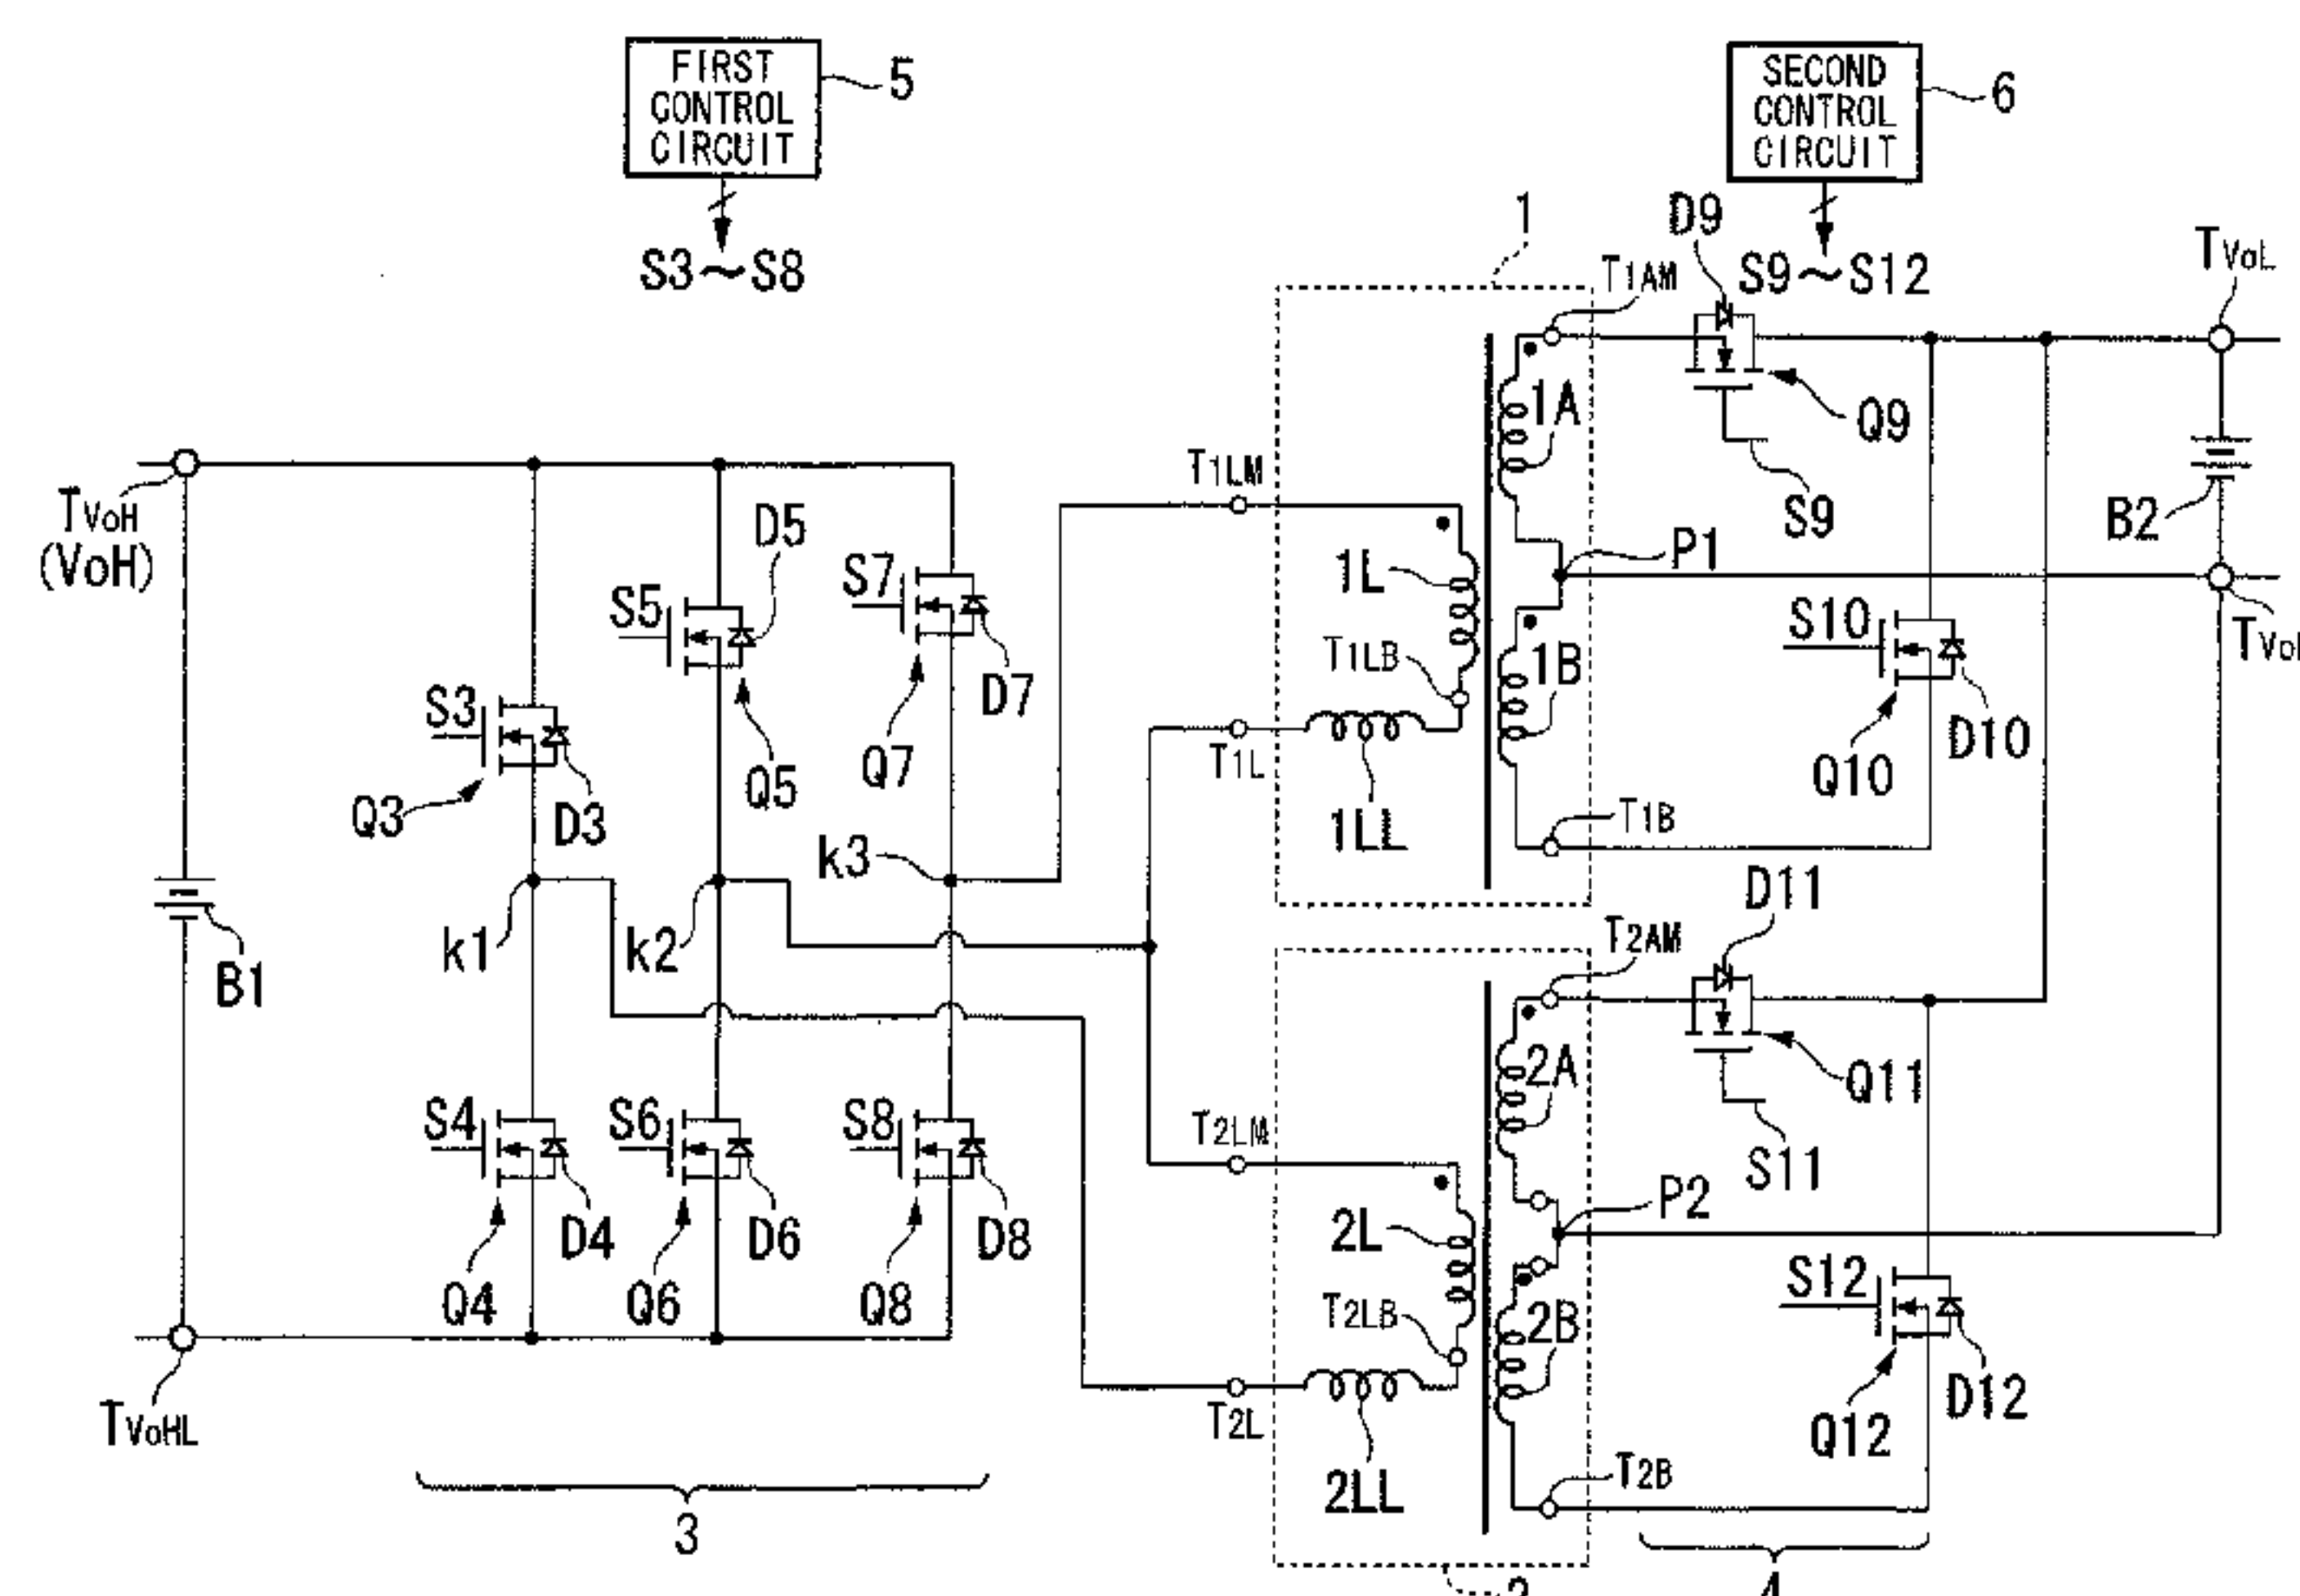 FIRST
CONTROL
CIRCUIT
5
S3～S8
SECOND
CONTROL
CIRCUIT
6
S9～S12
1
D9
T1AM
TVoL
1A
Q9
S9
B2
TVoH
(VoH)
T1LM
D5
S7
S5
1L
P1
S10
T1LB
1B
D7
S3
Q5
Q7
T1L
D10
Q10
Q3
D3
1LL
T1B
k3
D11
k1
k2
B1
T2AM
2A
Q11
S4
S6
S8
T2LM
S11
D4
D6
D8
2L
P2
Q4
Q6
Q8
T2LB
2B
S12
D12
Q12
TVoHL
T2L
2LL
T2B
3
4